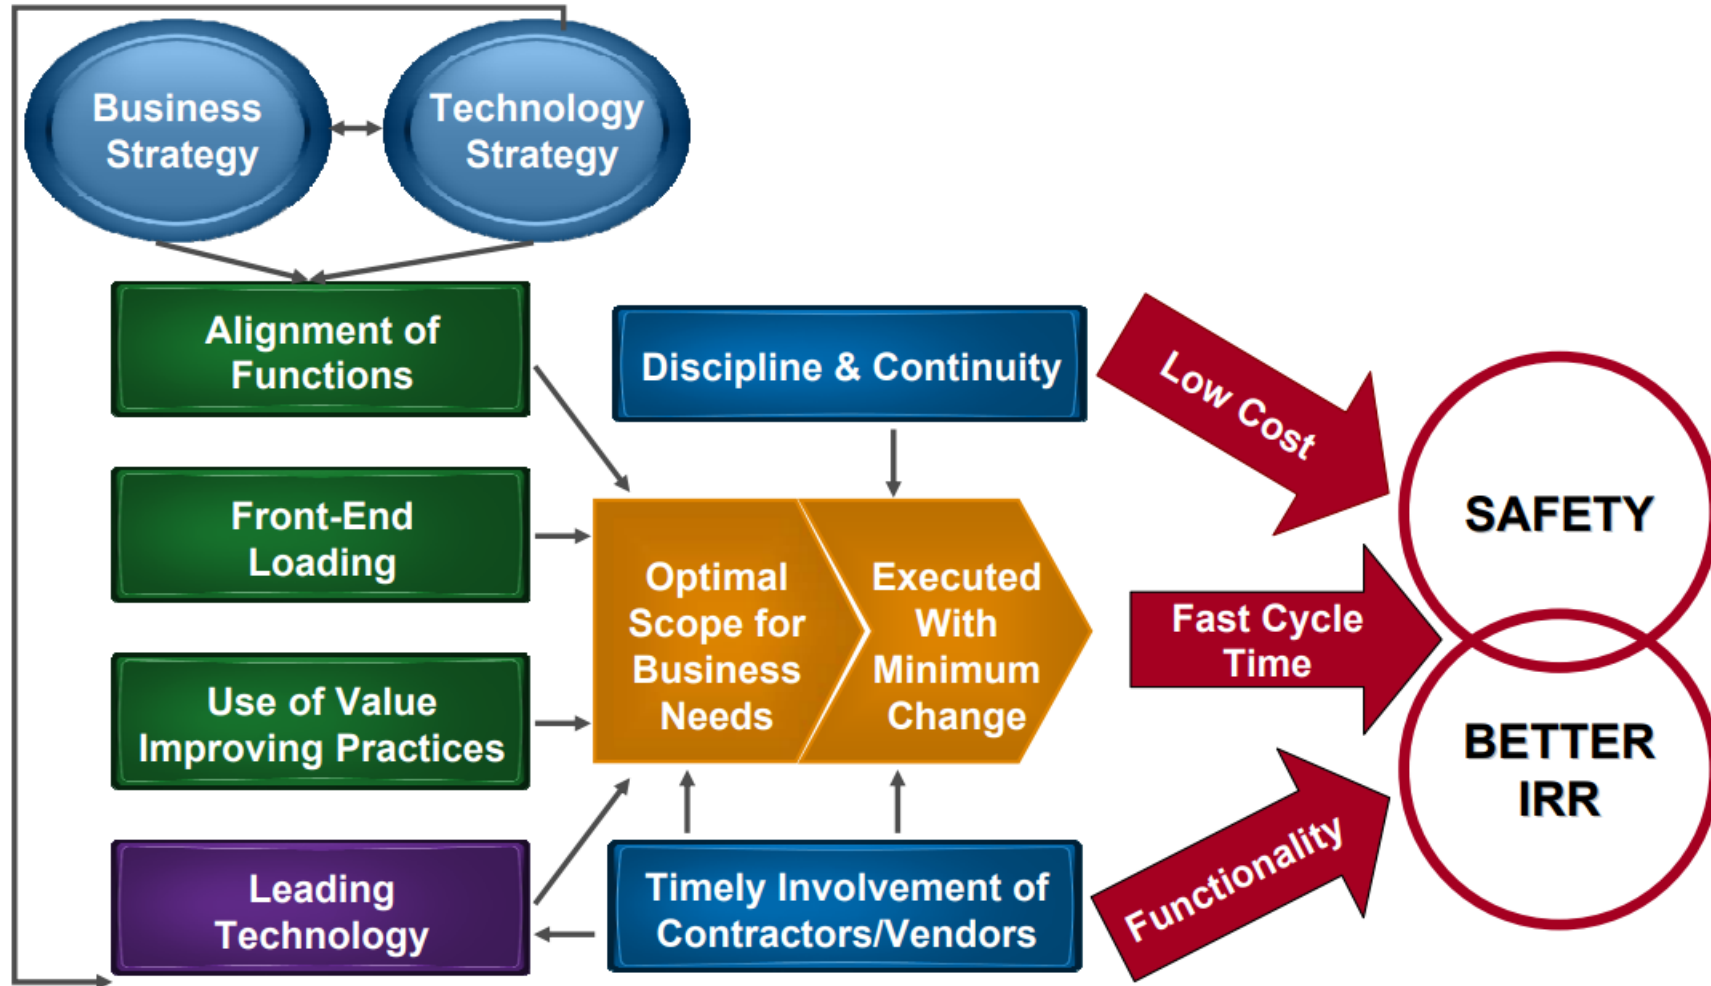 Business
Strategy
Technology
Strategy
Alignment of
Functions
Discipline & Continuity
Front-End
Loading
Use of Value
Improving Practices
Leading
Technology
Optimal
Scope for
Business
Needs
Executed
With
Minimum
Change
Timely Involvement of
Contractors/Vendors
Low Cost
Fast Cycle
Time
Functionality
SAFETY
BETTER
IRR